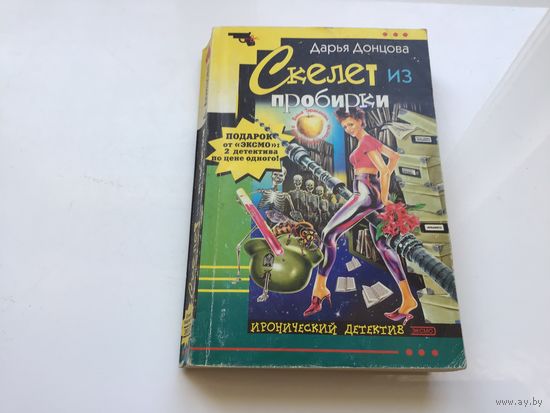 Дарья Донцова
Скелет из
пробирки
ПОДАРОК
от «ЭКСМО»:
2 детектива
по цене одного!
ИРОНИЧЕСКИЙ ДЕТЕКТИВ
ЭКСМО
www.ay.by